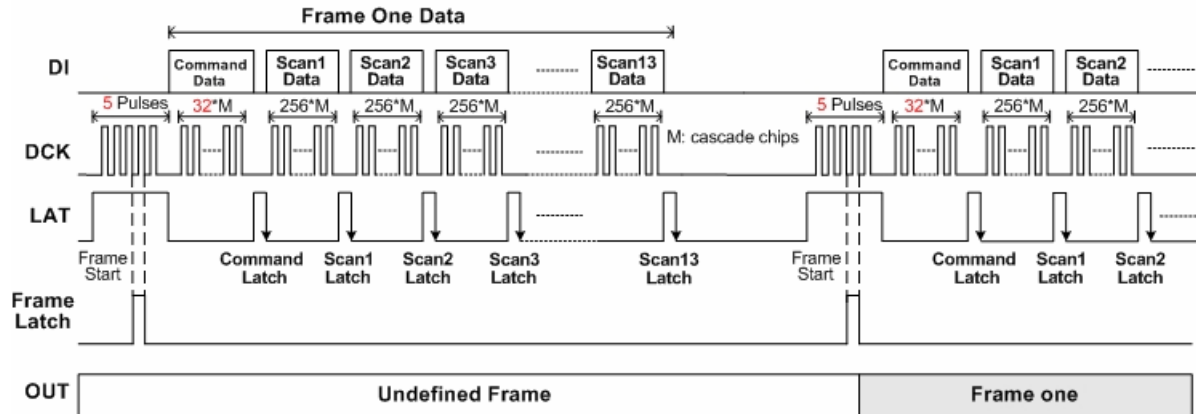 Frame One Data
DI
Command Data
Scan1 Data
Scan2 Data
Scan3 Data
Scan13 Data
Command Data
Scan1 Data
Scan2 Data
5 Pulses
32*M
256*M
256*M
256*M
256*M
5 Pulses
32*M
256*M
256*M
DCK
M: cascade chips
LAT
Frame Start
Command Latch
Scan1 Latch
Scan2 Latch
Scan3 Latch
Scan13 Latch
Frame Start
Command Latch
Scan1 Latch
Scan2 Latch
Frame Latch
OUT
Undefined Frame
Frame one